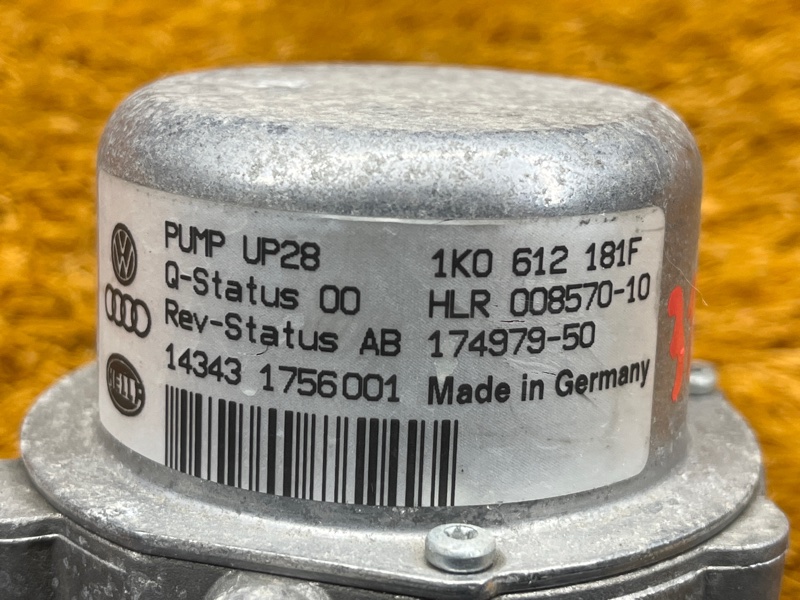 PUMP UP28 1K0 612 181F
Q-Status 00 HLR 008570-10
Rev-Status AB 174979-50
14343 1756001 Made in Germany
HELLA